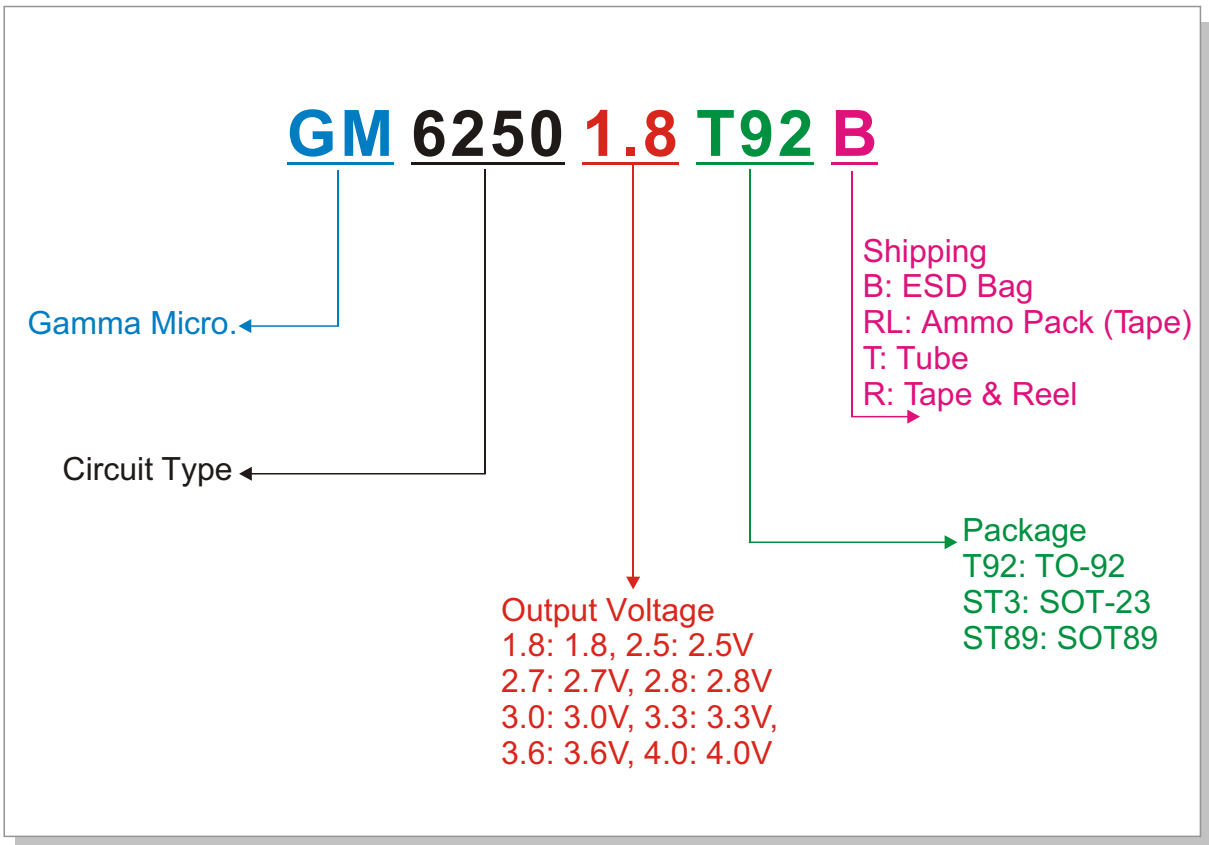 GM 6250 1.8 T92 B
Shipping
B: ESD Bag
RL: Ammo Pack (Tape)
T: Tube
R: Tape & Reel
Gamma Micro.
Circuit Type
Package
T92: TO-92
ST3: SOT-23
ST89: SOT89
Output Voltage
1.8: 1.8, 2.5: 2.5V
2.7: 2.7V, 2.8: 2.8V
3.0: 3.0V, 3.3: 3.3V,
3.6: 3.6V, 4.0: 4.0V